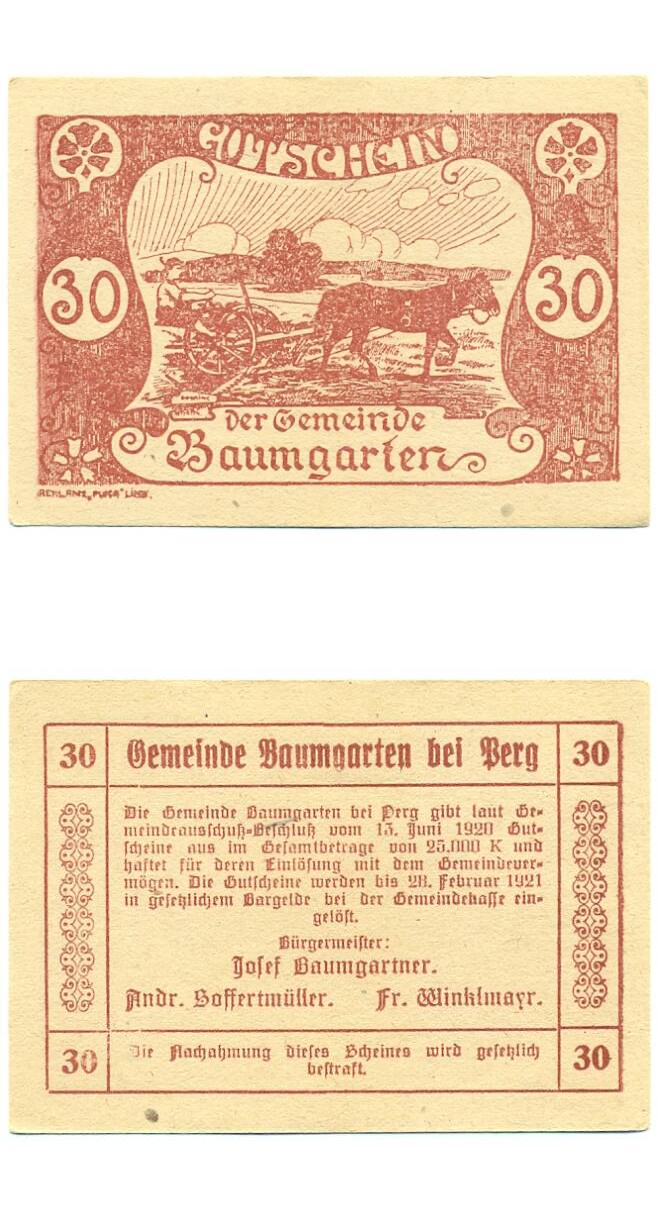 GUTSCHEIN
30
30
der Gemeinde
Baumgarten
LINZ.
30 Gemeinde Baumgarten bei Perg 30
Die Gemeinde Baumgarten bei Perg gibt laut Ge-
meindeausschuß-Beschluß vom 13. Juni 1920 Gut-
scheine aus im Gesamtbetrage von 25.000 K und
haftet für deren Einlösung mit dem Gemeindever-
mögen. Die Gutscheine werden bis 28. Februar 1921
in gesetzlichem Bargelde bei der Gemeindekasse ein-
gelöst.
Bürgermeister:
Josef Baumgartner.
Andr. Hoffertmüller. Fr. Winklmayr.
30 Die Nachahmung dieses Scheines wird gesetzlich 30
bestraft.